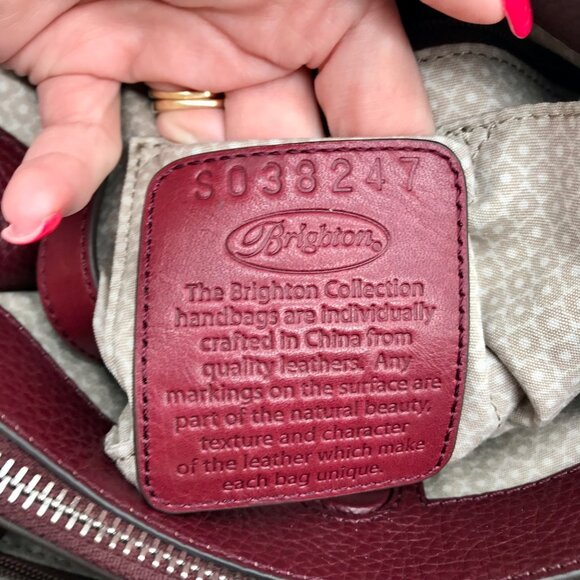 S038247
Brighton
The Brighton Collection
handbags are individually
crafted in China from
quality leathers. Any
markings on the surface are
part of the natural beauty,
texture and character
of the leather which make
each bag unique.